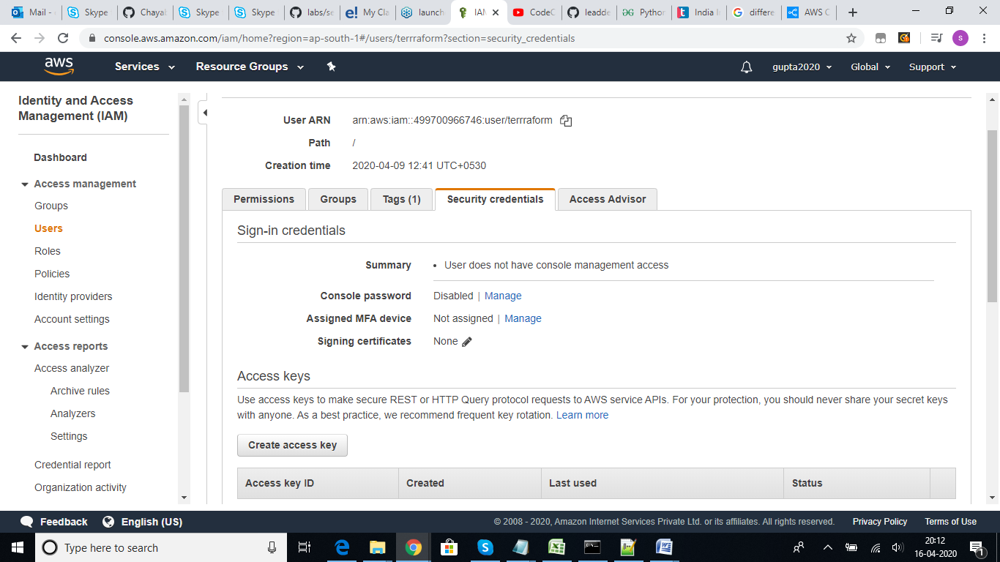 Mail -
Skype
Chayab
Skype
Skype
labs/se
My Cla
launch
IAM
CodeC
leadde
Python
India I
differe
AWS C
console.aws.amazon.com/iam/home?region=ap-south-1#/users/terrraform?section=security_credentials
s
aws
Services
Resource Groups
gupta2020
Global
Support
Identity and Access
Management (IAM)
Dashboard
Access management
Groups
Users
Roles
Policies
Identity providers
Account settings
Access reports
Access analyzer
Archive rules
Analyzers
Settings
Credential report
Organization activity
User ARN arn:aws:iam::499700966746:user/terrraform
Path /
Creation time 2020-04-09 12:41 UTC+0530
Permissions Groups Tags (1) Security credentials Access Advisor
Sign-in credentials
Summary • User does not have console management access
Console password Disabled | Manage
Assigned MFA device Not assigned | Manage
Signing certificates None
Access keys
Use access keys to make secure REST or HTTP Query protocol requests to AWS service APIs. For your protection, you should never share your secret keys
with anyone. As a best practice, we recommend frequent key rotation. Learn more
Create access key
Access key ID Created Last used Status
Feedback English (US) © 2008 - 2020, Amazon Internet Services Private Ltd. or its affiliates. All rights reserved. Privacy Policy Terms of Use
Type here to search
20:12
16-04-2020
1